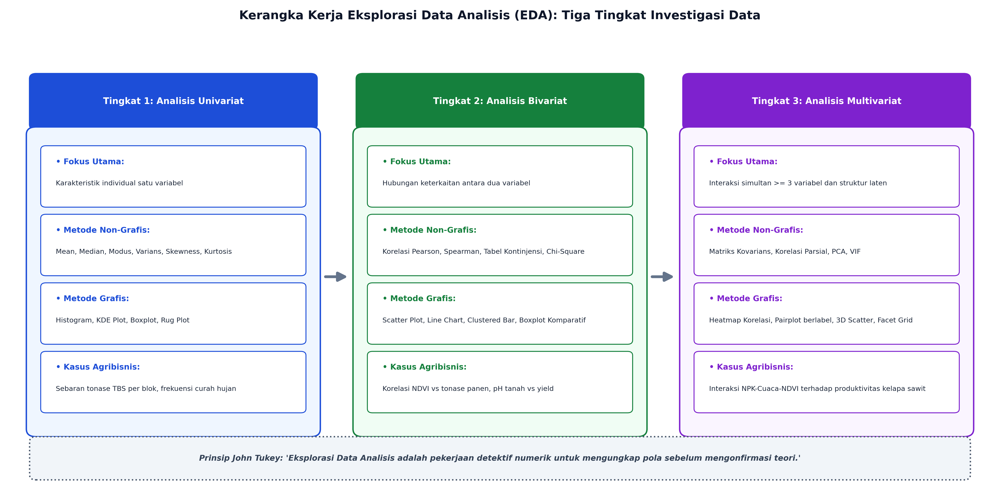 Kerangka Kerja Eksplorasi Data Analisis (EDA): Tiga Tingkat Investigasi Data
Tingkat 1: Analisis Univariat
• Fokus Utama:
Karakteristik individual satu variabel
• Metode Non-Grafis:
Mean, Median, Modus, Varians, Skewness, Kurtosis
• Metode Grafis:
Histogram, KDE Plot, Boxplot, Rug Plot
• Kasus Agribisnis:
Sebaran tonase TBS per blok, frekuensi curah hujan
Tingkat 2: Analisis Bivariat
• Fokus Utama:
Hubungan keterkaitan antara dua variabel
• Metode Non-Grafis:
Korelasi Pearson, Spearman, Tabel Kontinjensi, Chi-Square
• Metode Grafis:
Scatter Plot, Line Chart, Clustered Bar, Boxplot Komparatif
• Kasus Agribisnis:
Korelasi NDVI vs tonase panen, pH tanah vs yield
Tingkat 3: Analisis Multivariat
• Fokus Utama:
Interaksi simultan >= 3 variabel dan struktur laten
• Metode Non-Grafis:
Matriks Kovarians, Korelasi Parsial, PCA, VIF
• Metode Grafis:
Heatmap Korelasi, Pairplot berlabel, 3D Scatter, Facet Grid
• Kasus Agribisnis:
Interaksi NPK-Cuaca-NDVI terhadap produktivitas kelapa sawit
Prinsip John Tukey: 'Eksplorasi Data Analisis adalah pekerjaan detektif numerik untuk mengungkap pola sebelum mengonfirmasi teori.'